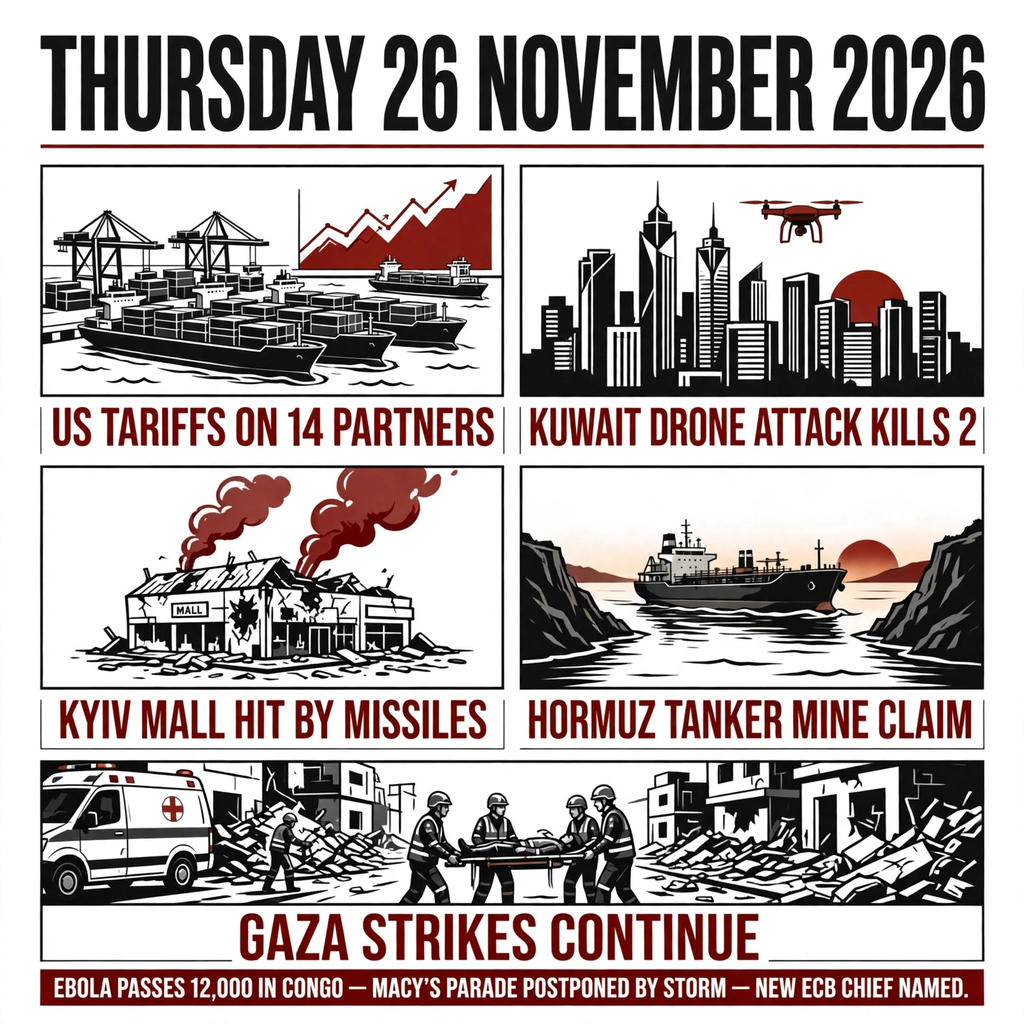 THURSDAY 26 NOVEMBER 2026
US TARIFFS ON 14 PARTNERS
KUWAIT DRONE ATTACK KILLS 2
MALL
KYIV MALL HIT BY MISSILES
HORMUZ TANKER MINE CLAIM
GAZA STRIKES CONTINUE
EBOLA PASSES 12,000 IN CONGO — MACY'S PARADE POSTPONED BY STORM — NEW ECB CHIEF NAMED.